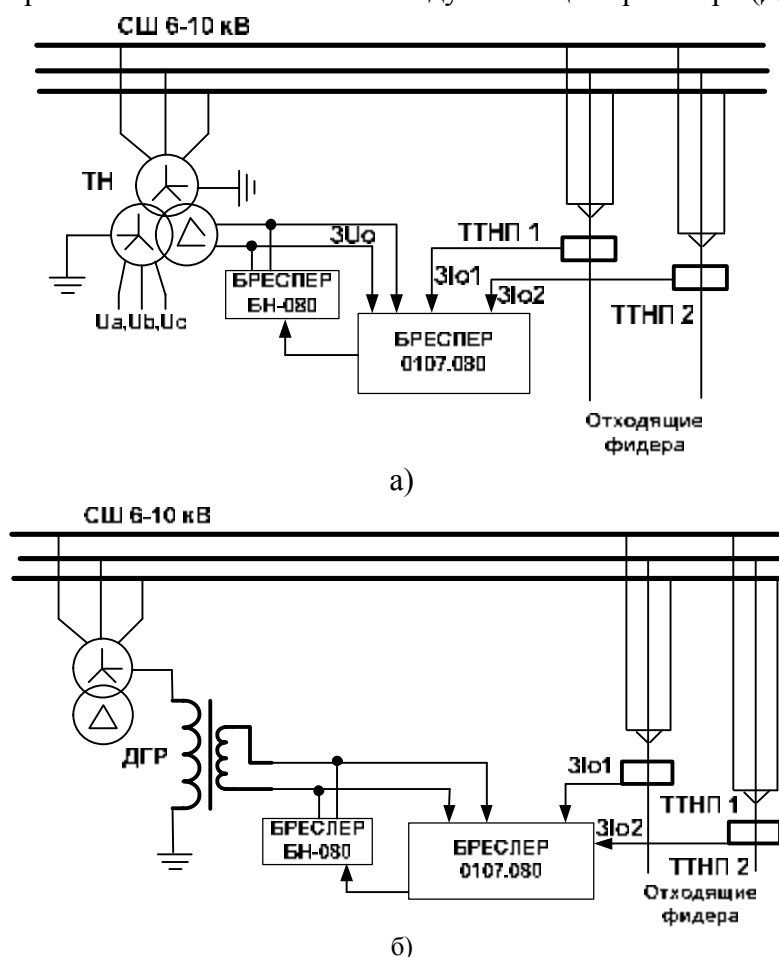 СШ 6-10 кВ
ТН
3Uo
ТТНП 1
3Io1
3Io2
ТТНП 2
БРЕСПЕР
БН-080
БРЕСПЕР
0107.080
Ua,Ub,Uc
Отходящие
фидера
а)
СШ 6-10 кВ
ДГР
3Io1
ТТНП 1
3Io2
БРЕСЛЕР
БН-080
БРЕСЛЕР
0107.080
ТТНП 2
Отходящие
фидера
б)